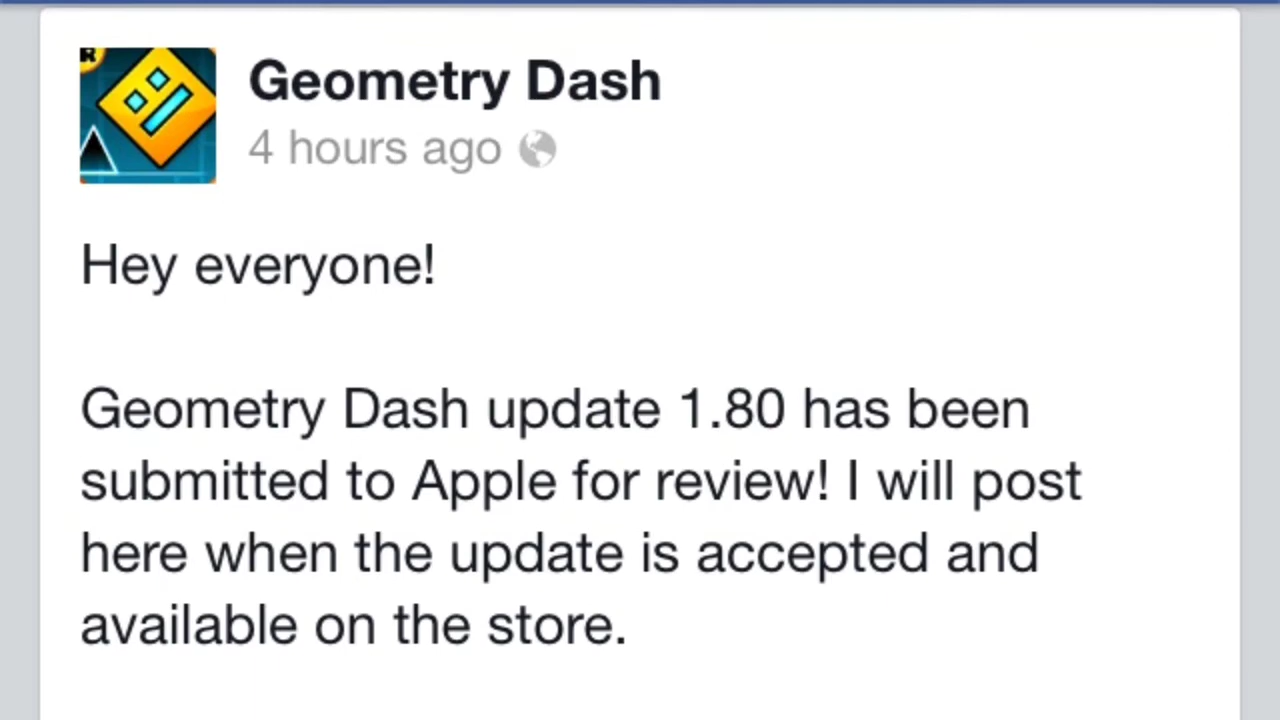 Geometry Dash
4 hours ago
Hey everyone!
Geometry Dash update 1.80 has been
submitted to Apple for review! I will post
here when the update is accepted and
available on the store.